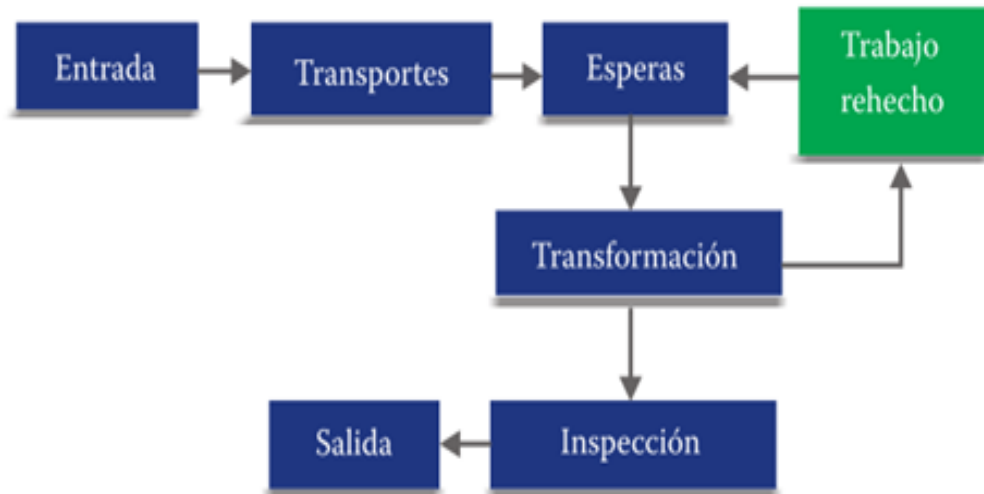 Entrada
Transportes
Esperas
Trabajo
rehecho
Transformación
Salida
Inspección